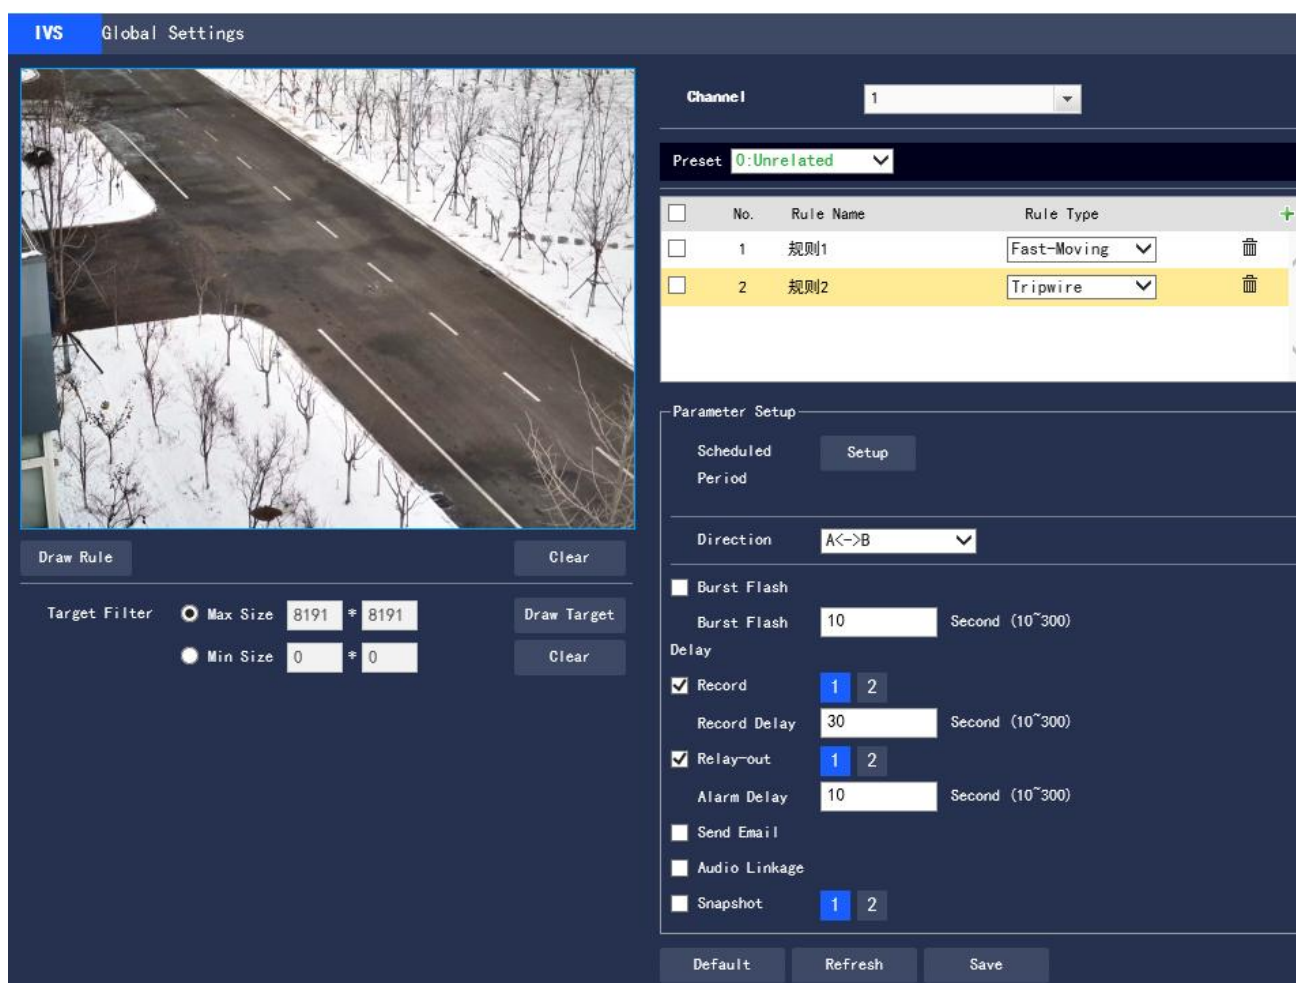 IVS Global Settings
Channel 1
Preset 0:Unrelated
No. Rule Name Rule Type
1 规则1 Fast-Moving
2 规则2 Tripwire
Parameter Setup
Scheduled Period Setup
Direction A<->B
Draw Rule Clear
Target Filter Max Size 8191 * 8191 Draw Target
Min Size 0 * 0 Clear
Burst Flash
Burst Flash Delay 10 Second (10~300)
Record 1 2
Record Delay 30 Second (10~300)
Relay-out 1 2
Alarm Delay 10 Second (10~300)
Send Email
Audio Linkage
Snapshot 1 2
Default Refresh Save